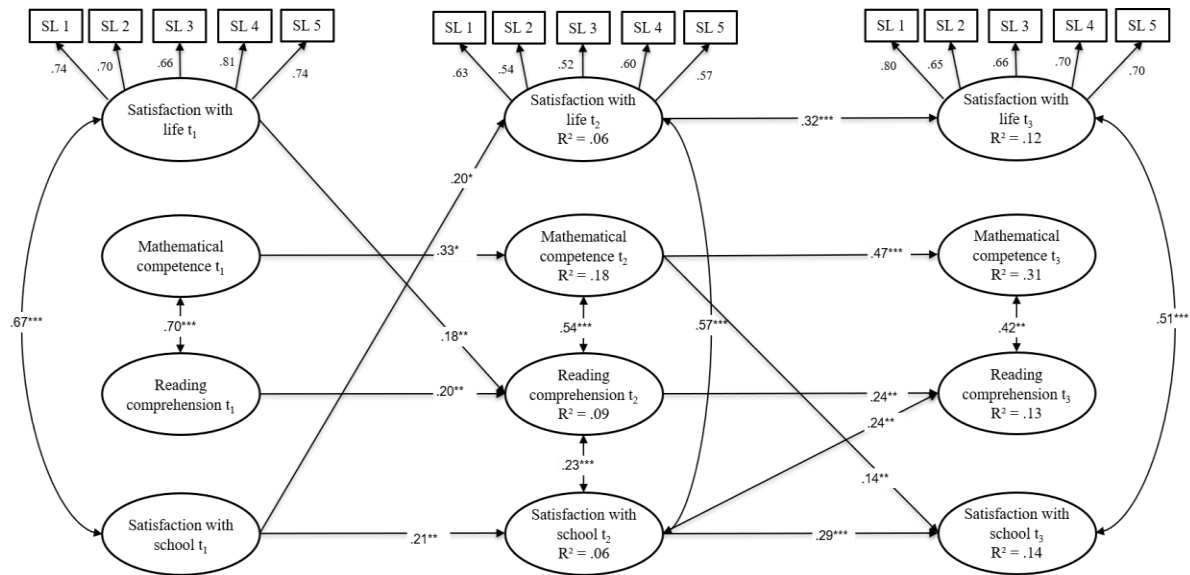 SL 1 SL 2 SL 3 SL 4 SL 5
.74 .70 .66 .81 .74
Satisfaction with
life t₁
SL 1 SL 2 SL 3 SL 4 SL 5
.63 .54 .52 .60 .57
Satisfaction with
life t₂
R² = .06
.32***
SL 1 SL 2 SL 3 SL 4 SL 5
.80 .65 .66 .70 .70
Satisfaction with
life t₃
R² = .12
.20*
Mathematical
competence t₁
.33*
Mathematical
competence t₂
R² = .18
.47***
Mathematical
competence t₃
R² = .31
.67***
.70***
.18**
.54***
.57***
.42**
.51***
Reading
comprehension t₁
.20**
Reading
comprehension t₂
R² = .09
.24**
.24**
Reading
comprehension t₃
R² = .13
.23***
.14**
Satisfaction with
school t₁
.21**
Satisfaction with
school t₂
R² = .06
.29***
Satisfaction with
school t₃
R² = .14